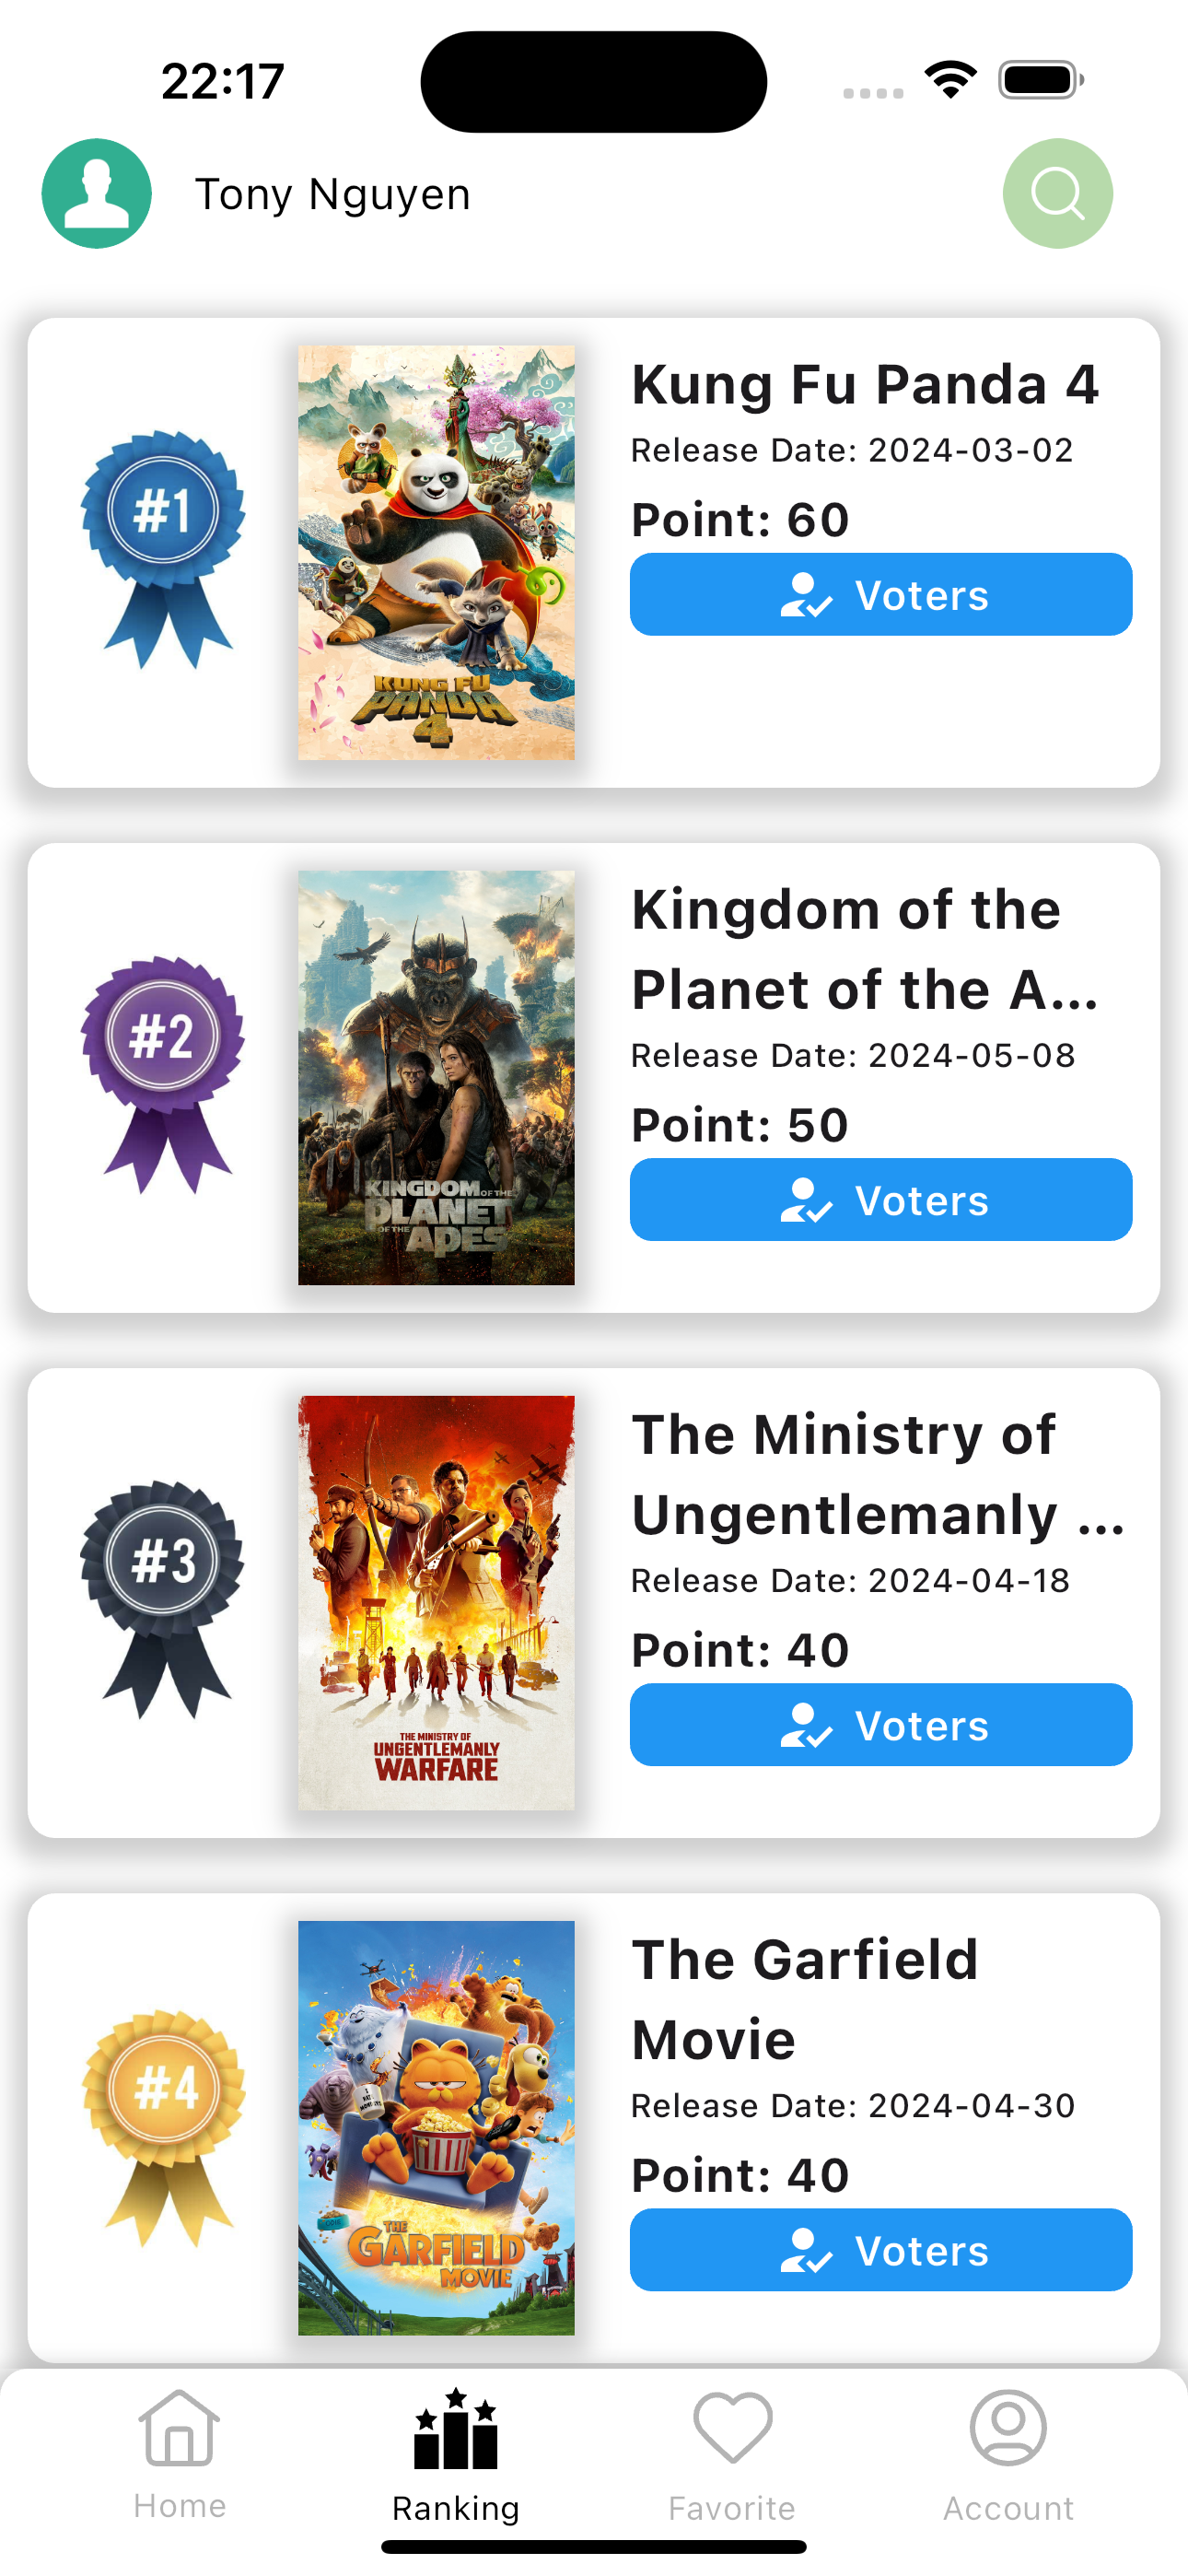 22:17
Tony Nguyen
#1
KUNG FU
PANDA
4
Kung Fu Panda 4
Release Date: 2024-03-02
Point: 60
Voters
#2
KINGDOM OF THE
PLANET
OF THE APES
Kingdom of the
Planet of the A...
Release Date: 2024-05-08
Point: 50
Voters
#3
THE MINISTRY OF
UNGENTLEMANLY
WARFARE
The Ministry of
Ungentlemanly ...
Release Date: 2024-04-18
Point: 40
Voters
#4
THE
GARFIELD
MOVIE
The Garfield
Movie
Release Date: 2024-04-30
Point: 40
Voters
Home
Ranking
Favorite
Account